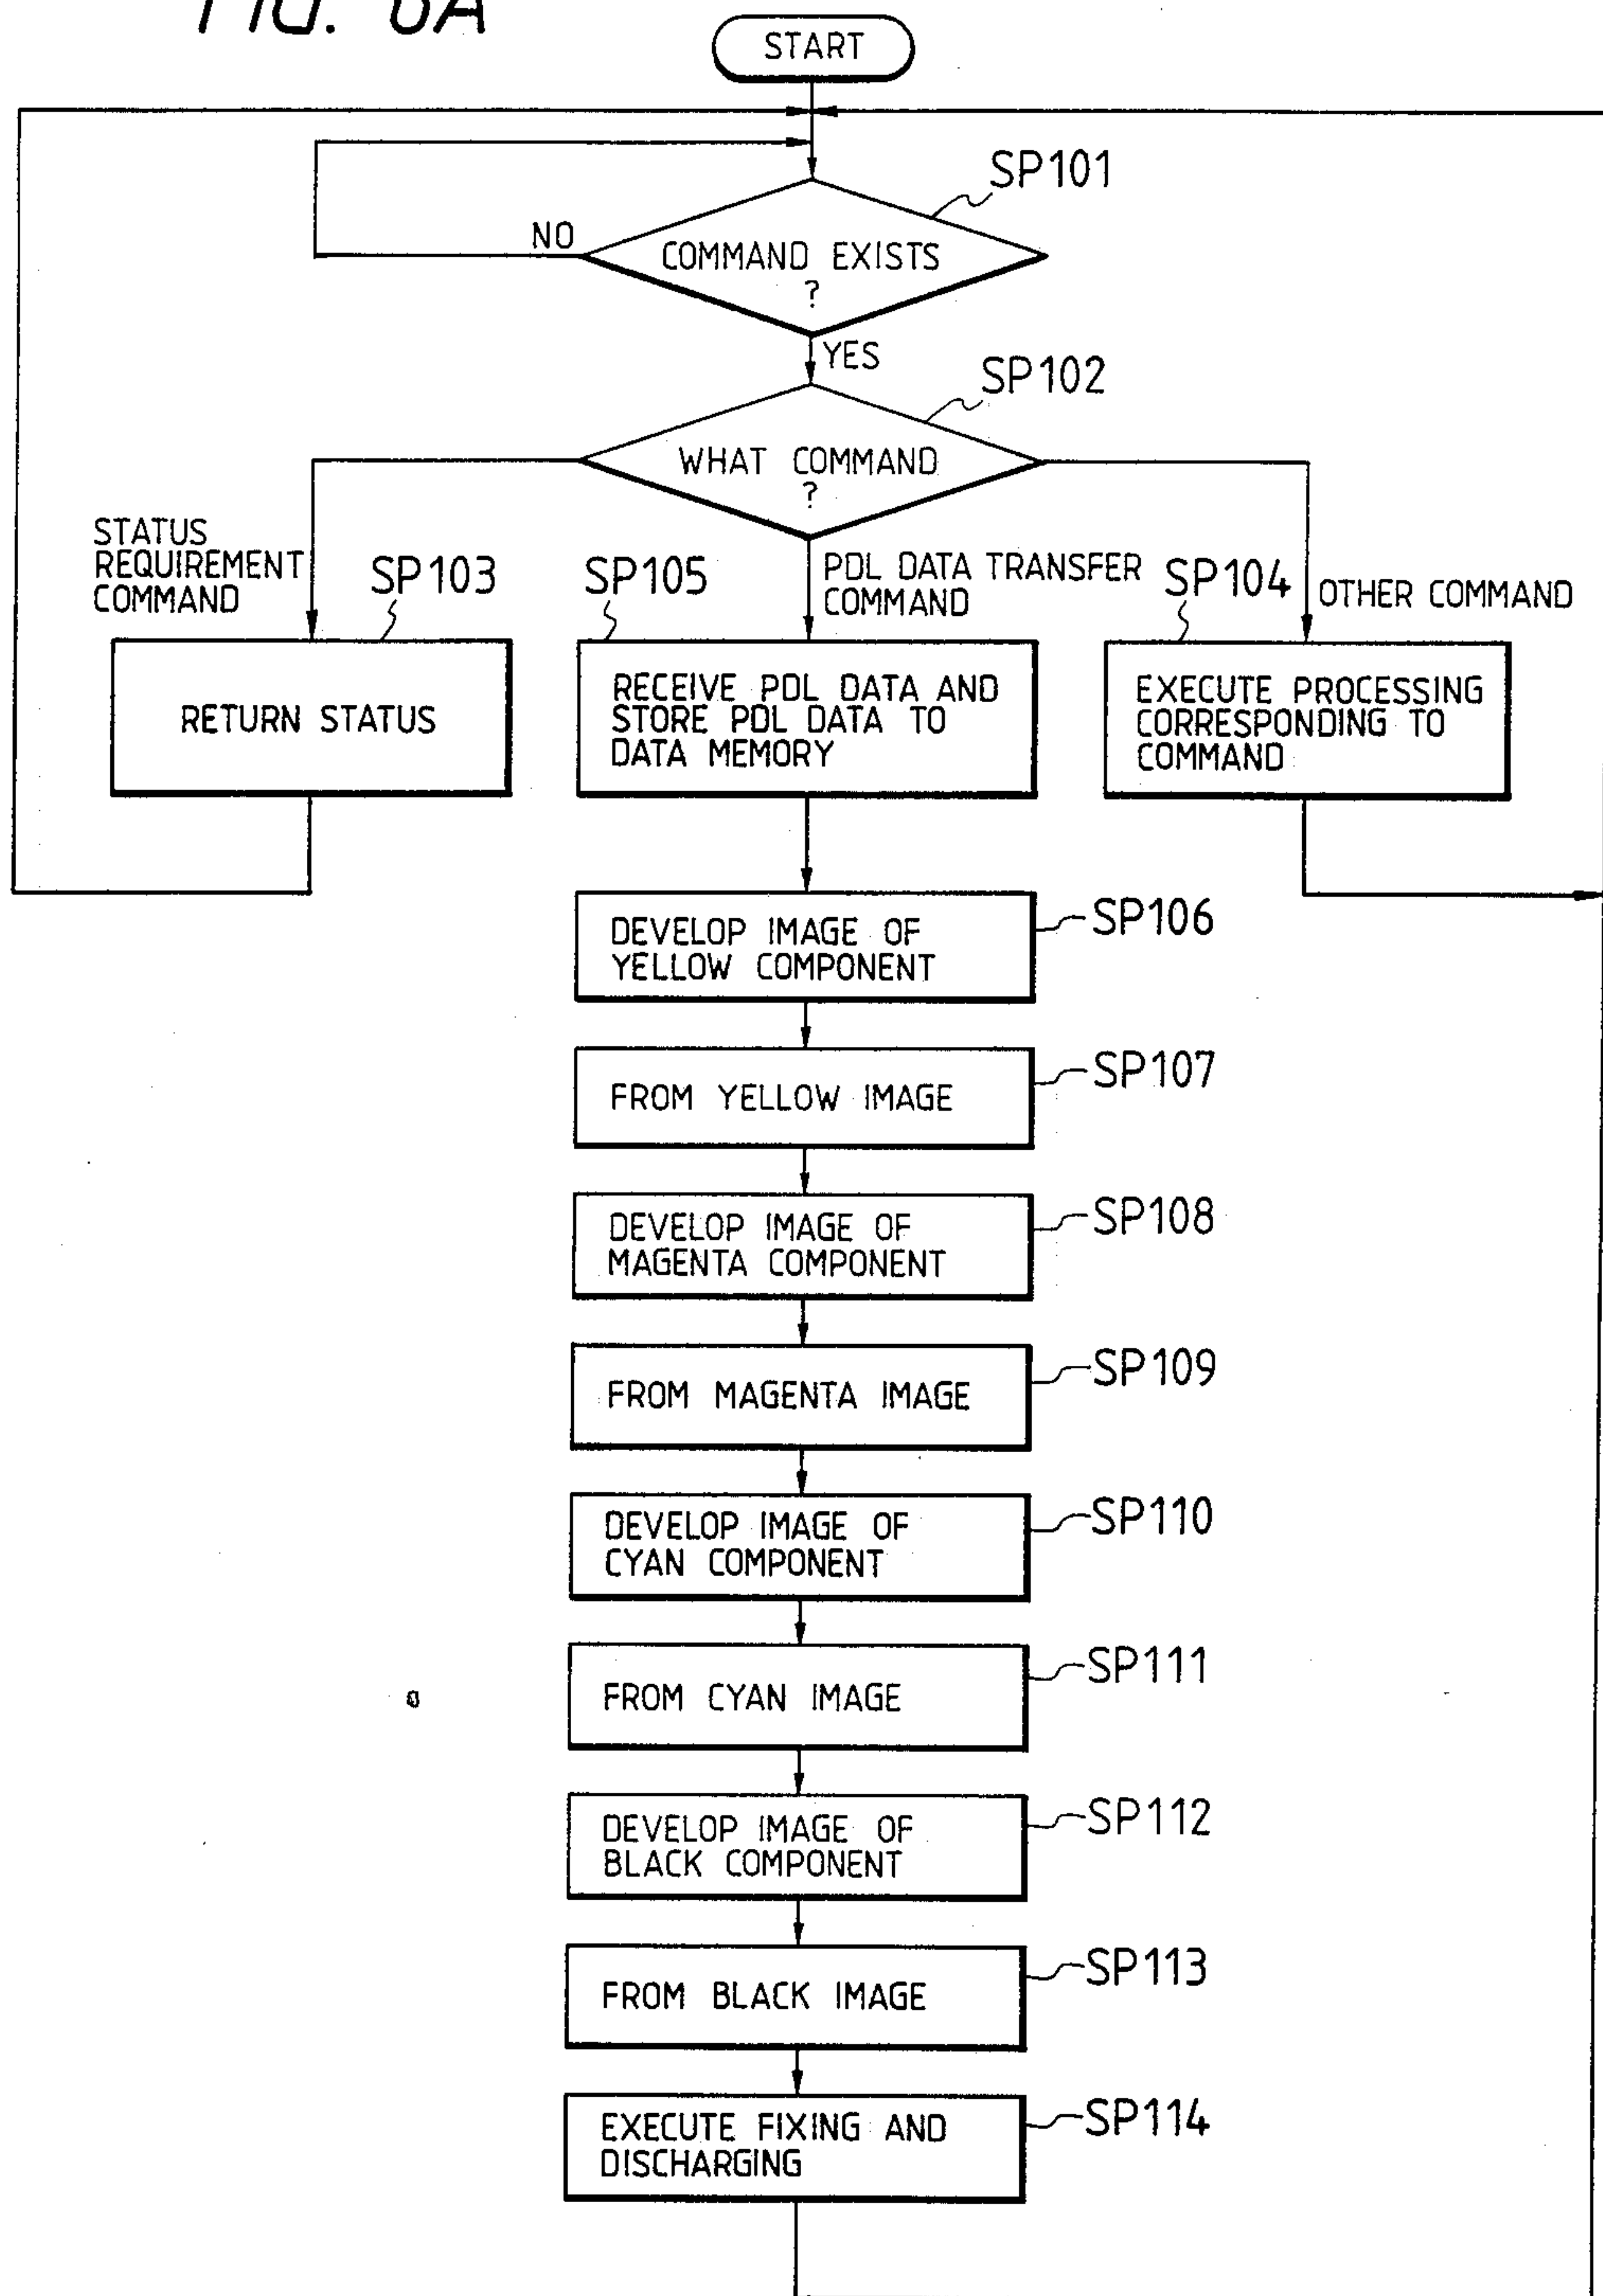 FIG. 6A
START
SP101
NO
COMMAND EXISTS
?
YES
SP102
WHAT COMMAND
?
STATUS
REQUIREMENT
COMMAND
SP103
SP105
PDL DATA TRANSFER
COMMAND
SP104
OTHER COMMAND
RETURN STATUS
RECEIVE PDL DATA AND
STORE PDL DATA TO
DATA MEMORY
EXECUTE PROCESSING
CORRESPONDING TO
COMMAND
DEVELOP IMAGE OF
YELLOW COMPONENT
SP106
FROM YELLOW IMAGE
SP107
DEVELOP IMAGE OF
MAGENTA COMPONENT
SP108
FROM MAGENTA IMAGE
SP109
DEVELOP IMAGE OF
CYAN COMPONENT
SP110
FROM CYAN IMAGE
SP111
DEVELOP IMAGE OF
BLACK COMPONENT
SP112
FROM BLACK IMAGE
SP113
EXECUTE FIXING AND
DISCHARGING
SP114